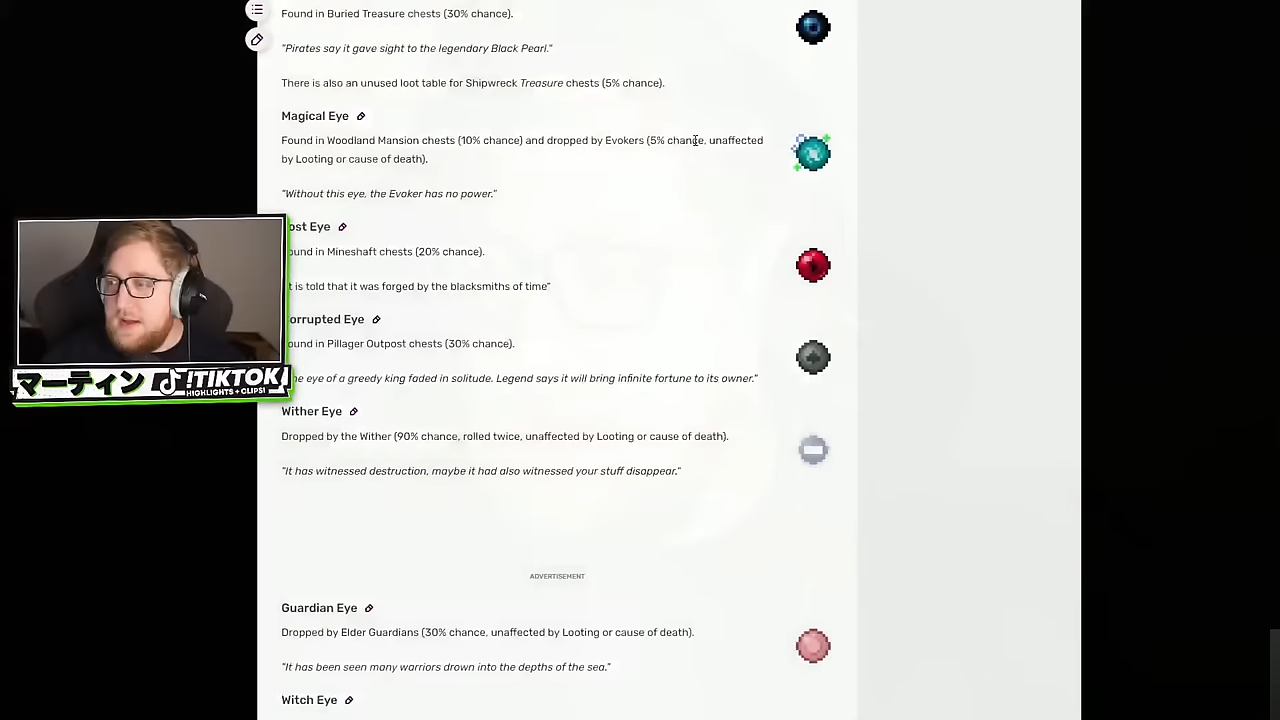 Found in Buried Treasure chests (30% chance).
"Pirates say it gave sight to the legendary Black Pearl."
There is also an unused loot table for Shipwreck Treasure chests (5% chance).
Magical Eye
Found in Woodland Mansion chests (10% chance) and dropped by Evokers (5% chance, unaffected
by Looting or cause of death).
"Without this eye, the Evoker has no power."
ost Eye
ound in Mineshaft chests (20% chance).
t is told that it was forged by the blacksmiths of time"
orrupted Eye
ound in Pillager Outpost chests (30% chance).
he eye of a greedy king faded in solitude. Legend says it will bring infinite fortune to its owner."
マーティン !TIKTOK
HIGHLIGHTS + CLIPS!
Wither Eye
Dropped by the Wither (90% chance, rolled twice, unaffected by Looting or cause of death).
"It has witnessed destruction, maybe it had also witnessed your stuff disappear."
ADVERTISEMENT
Guardian Eye
Dropped by Elder Guardians (30% chance, unaffected by Looting or cause of death).
"It has been seen many warriors drown into the depths of the sea."
Witch Eye